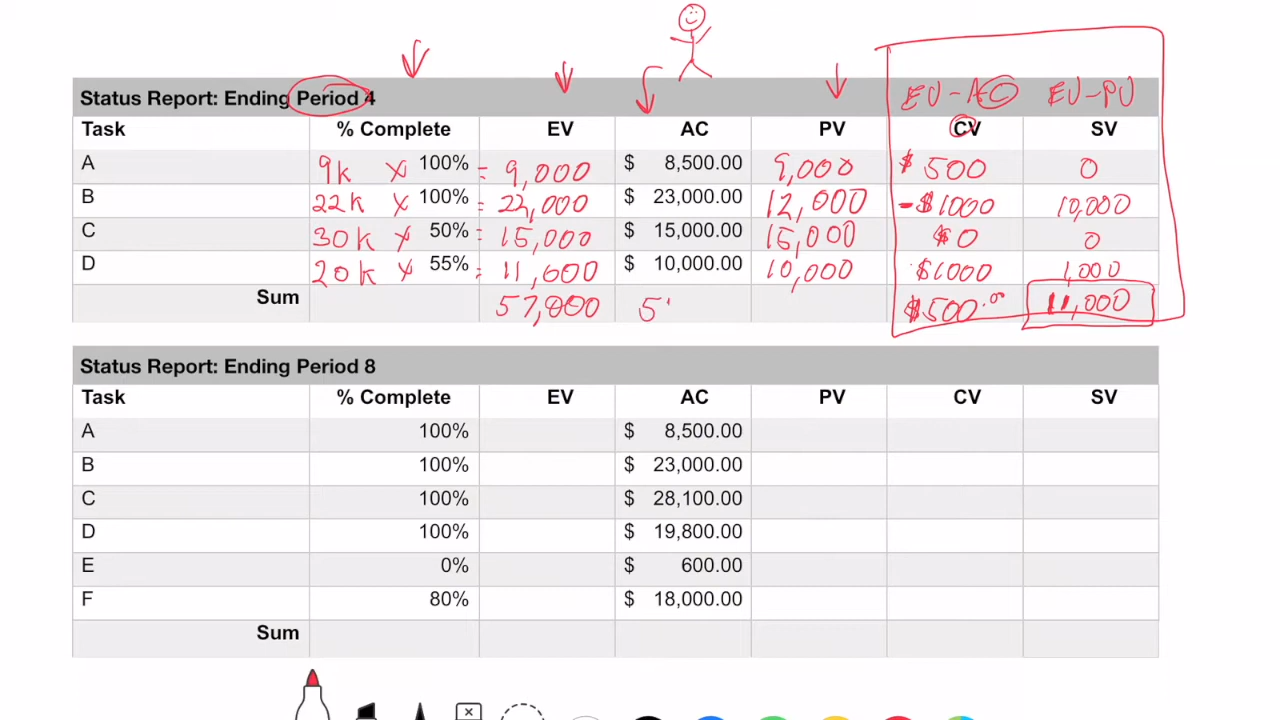 EV-AC EV-PV
Status Report: Ending Period 4
Task % Complete EV AC PV CV SV
A 9k x 100% = 9,000 $ 8,500.00 9,000 $500 0
B 22k x 100% = 22,000 $ 23,000.00 12,000 -$1000 10,000
C 30k x 50% = 15,000 $ 15,000.00 15,000 $0 0
D 20k x 55% = 11,000 $ 10,000.00 10,000 $1000 1,000
Sum 57,000 5 $500.00 11,000
Status Report: Ending Period 8
Task % Complete EV AC PV CV SV
A 100% $ 8,500.00
B 100% $ 23,000.00
C 100% $ 28,100.00
D 100% $ 19,800.00
E 0% $ 600.00
F 80% $ 18,000.00
Sum